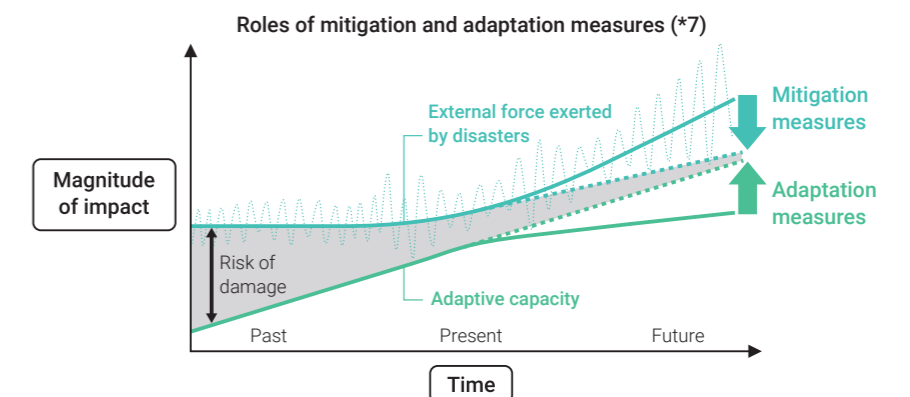 Roles of mitigation and adaptation measures (*7)
External force exerted
by disasters
Mitigation
measures
Magnitude
of impact
Adaptation
measures
Risk of
damage
Adaptive capacity
Past
Present
Future
Time